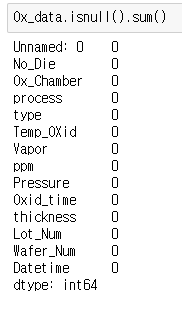 Ox_data.isnull().sum()
Unnamed: 0 0
No_Die 0
Ox_Chamber 0
process 0
type 0
Temp_OXid 0
Vapor 0
ppm 0
Pressure 0
Oxid_time 0
thickness 0
Lot_Num 0
Wafer_Num 0
Datetime 0
dtype: int64